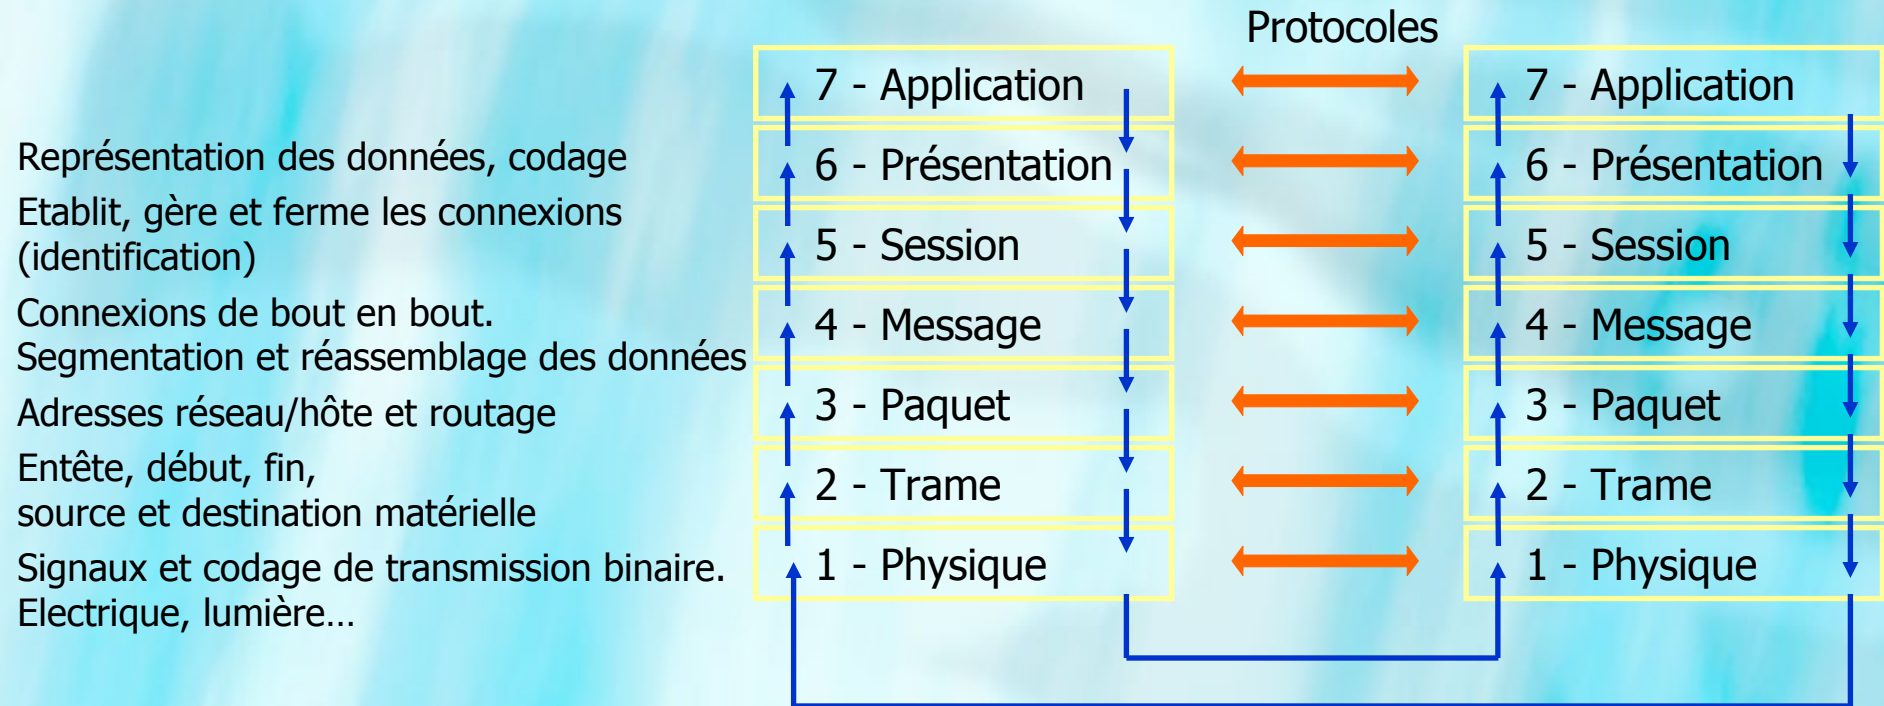 Protocoles
7 - Application
7 - Application
Représentation des données, codage
6 - Présentation
6 - Présentation
Etablit, gère et ferme les connexions
(identification)
5 - Session
5 - Session
Connexions de bout en bout.
Segmentation et réassemblage des données
4 - Message
4 - Message
Adresses réseau/hôte et routage
3 - Paquet
3 - Paquet
Entête, début, fin,
source et destination matérielle
2 - Trame
2 - Trame
Signaux et codage de transmission binaire.
Electrique, lumière…
1 - Physique
1 - Physique